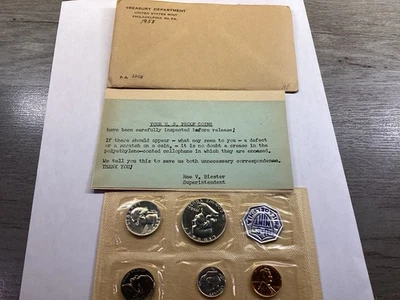 TREASURY DEPARTMENT
UNITED STATES MINT
PHILADELPHIA 30, PA.
1958
YOUR U. S. PROOF COINS
have been carefully inspected before release!
If there should appear - what may seem to you - a defect
or a scratch on a coin, - it is no doubt a crease in the
polyethylene-coated cellophane in which they are encased.
We tell you this to save us both unnecessary correspondence.
THANK YOU!
Rae V. Biester
Superintendent